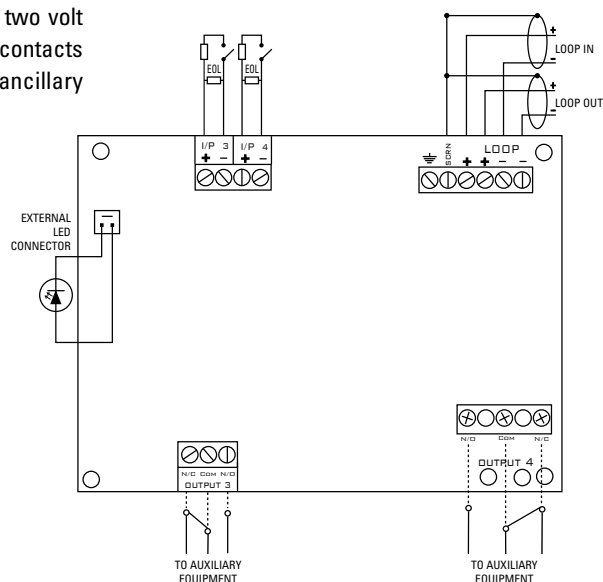 two volt
contacts
ancillary
EOL EOL
I/P 3 I/P 4
+ − + −
LOOP IN
+
-
LOOP OUT
+
-
SCRN
LOOP
+ + − −
EXTERNAL
LED
CONNECTOR
N/C COM N/O
OUTPUT 3
TO AUXILIARY
EQUIPMENT
N/O COM N/C
OUTPUT 4
TO AUXILIARY
EQUIPMENT